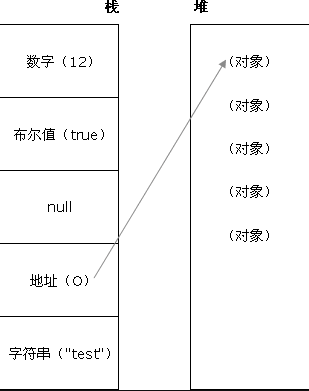 栈 堆
数字（12）
布尔值（true）
null
地址（O）
字符串（"test"）
（对象）
（对象）
（对象）
（对象）
（对象）